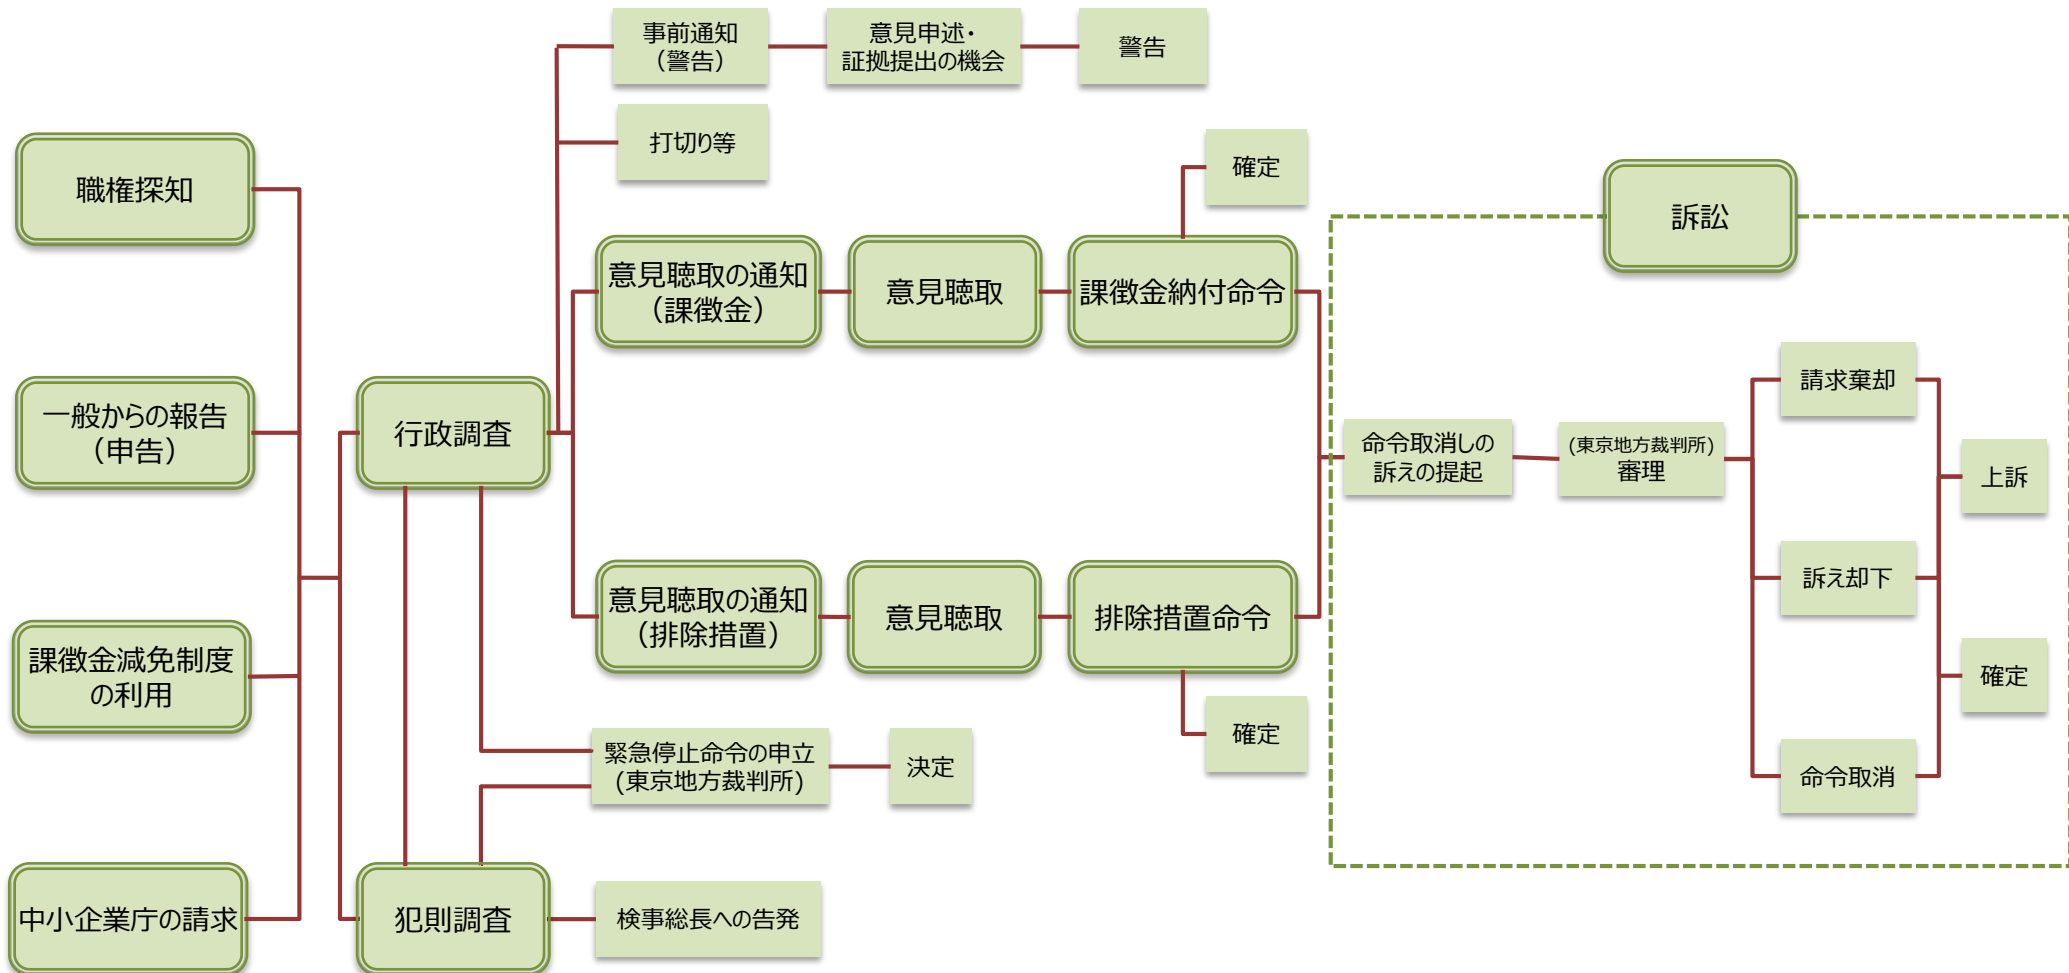 職権探知
一般からの報告
（申告）
課徴金減免制度
の利用
中小企業庁の請求
行政調査
犯則調査
事前通知
（警告）
意見申述・
証拠提出の機会
警告
打切り等
意見聴取の通知
（課徴金）
意見聴取
課徴金納付命令
確定
意見聴取の通知
（排除措置）
意見聴取
排除措置命令
確定
緊急停止命令の申立
(東京地方裁判所)
決定
検事総長への告発
訴訟
命令取消しの
訴えの提起
(東京地方裁判所)
審理
請求棄却
訴え却下
命令取消
上訴
確定